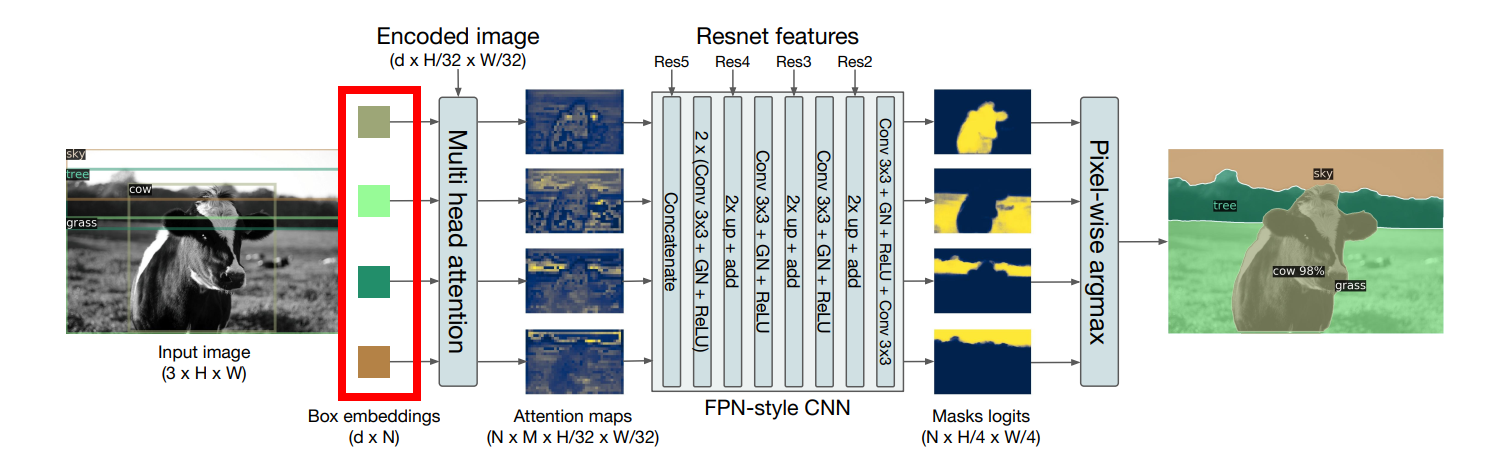 Encoded image
(d x H/32 x W/32)
Resnet features
Res5
Res4
Res3
Res2
sky
tree
cow
grass
Input image
(3 x H x W)
Box embeddings
(d x N)
Multi head attention
Attention maps
(N x M x H/32 x W/32)
Concatenate
2 x (Conv 3x3 + GN + ReLU)
2x up + add
Conv 3x3 + GN + ReLU
2x up + add
Conv 3x3 + GN + ReLU
2x up + add
Conv 3x3 + GN + ReLU + Conv 3x3
FPN-style CNN
Masks logits
(N x H/4 x W/4)
Pixel-wise argmax
sky
tree
cow 98%
grass